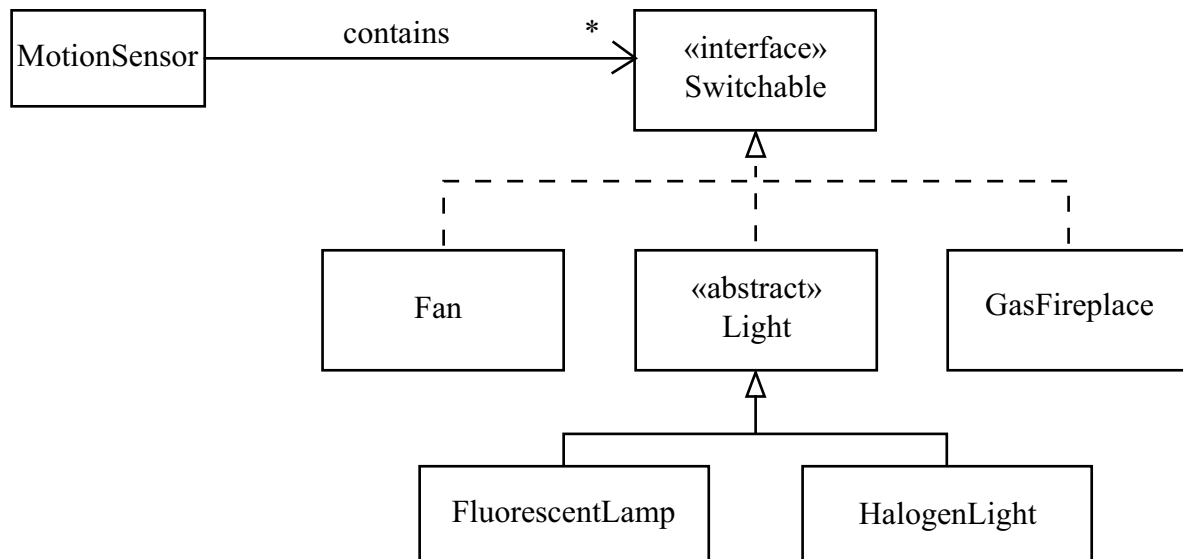 MotionSensor
contains
*
«interface»
Switchable
Fan
«abstract»
Light
GasFireplace
FluorescentLamp
HalogenLight